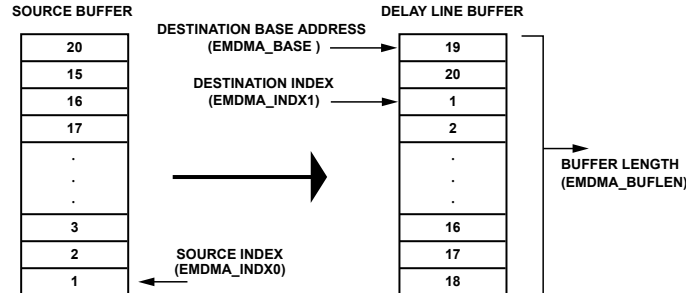 SOURCE BUFFER
20
15
16
17
.
.
.
3
2
1
SOURCE INDEX
(EMDMA_INDX0)
DESTINATION BASE ADDRESS
(EMDMA_BASE )
DESTINATION INDEX
(EMDMA_INDX1)
DELAY LINE BUFFER
19
20
1
2
.
.
.
16
17
18
BUFFER LENGTH
(EMDMA_BUFLEN)